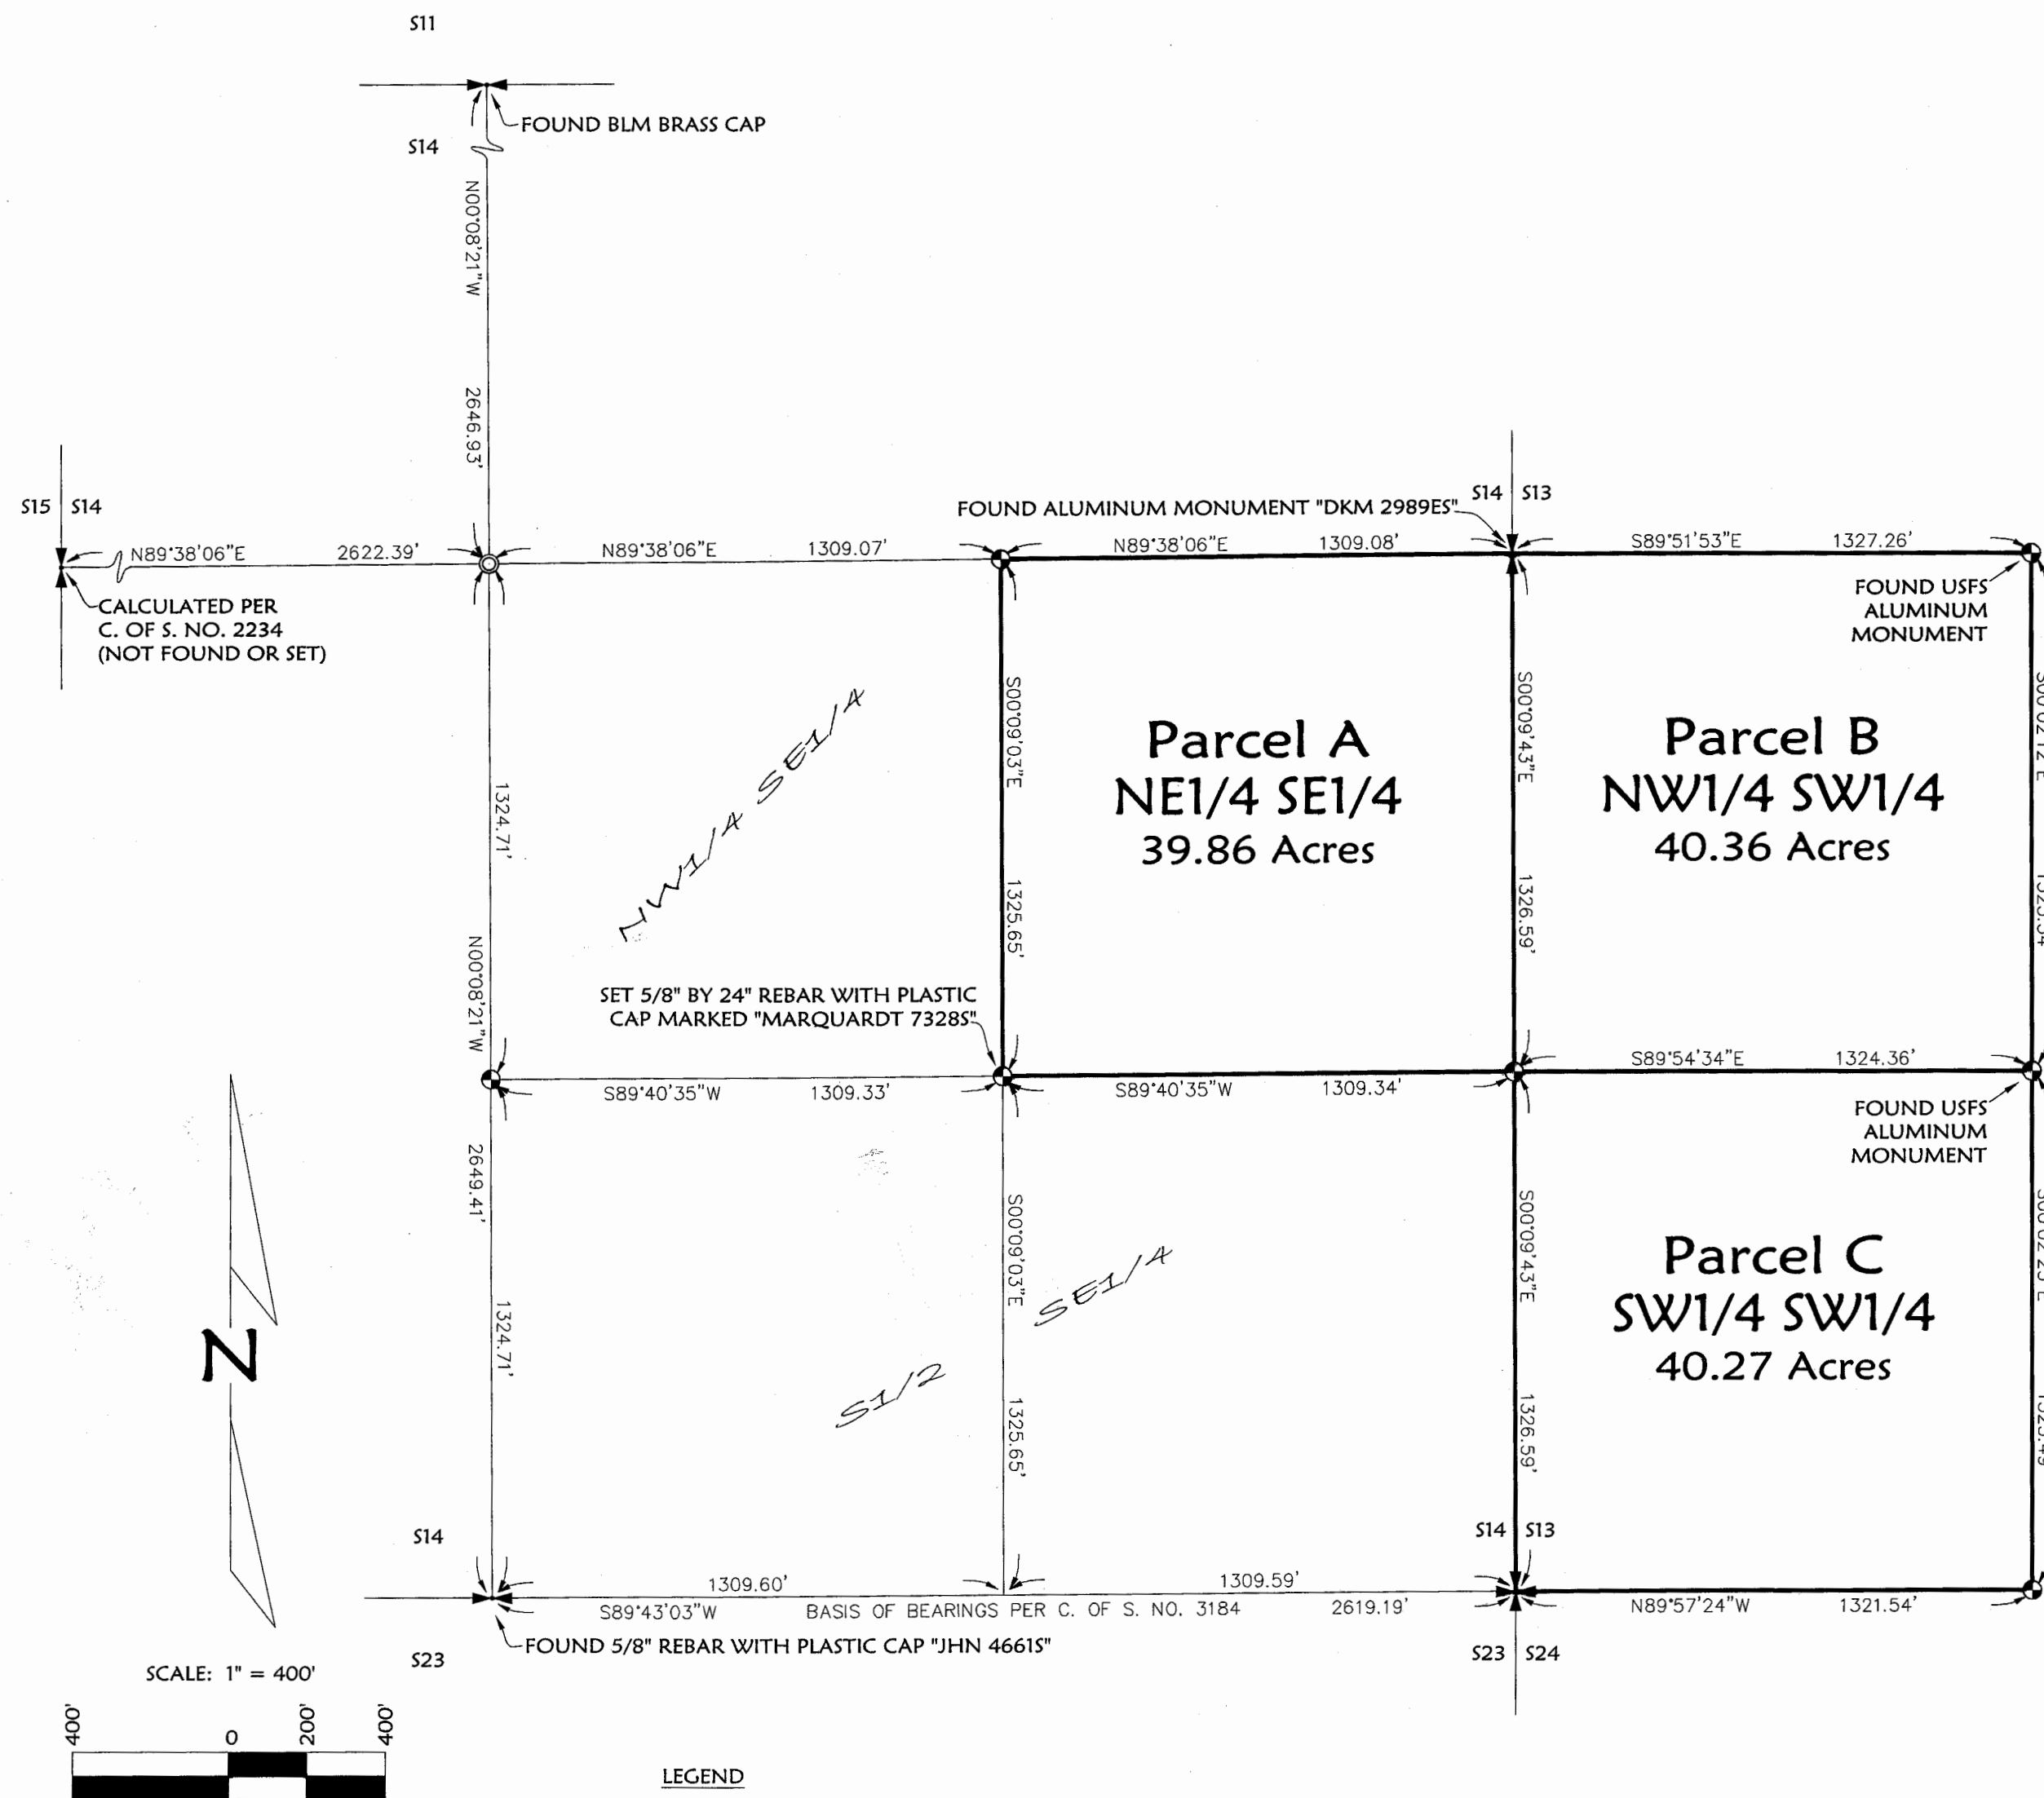 S11
FOUND BLM BRASS CAP
S14
N00°08'21"W
2646.93'
S15
S14
N89°38'06"E
2622.39'
CALCULATED PER
C. OF S. NO. 2234
(NOT FOUND OR SET)
N89°38'06"E
1309.07'
FOUND ALUMINUM MONUMENT "DKM 2989ES"
S14
S13
N89°38'06"E
1309.08'
S89°51'53"E
1327.26'
FOUND USFS
ALUMINUM
MONUMENT
1324.71'
NW1/4 SE1/4
S00°09'03"E
1325.65'
Parcel A
NE1/4 SE1/4
39.86 Acres
S00°09'43"E
1326.59'
Parcel B
NW1/4 SW1/4
40.36 Acres
N00°08'21"W
2649.41'
SET 5/8" BY 24" REBAR WITH PLASTIC
CAP MARKED "MARQUARDT 7328S"
S89°40'35"W
1309.33'
S89°40'35"W
1309.34'
S89°54'34"E
1324.36'
FOUND USFS
ALUMINUM
MONUMENT
1324.71'
S1/2
SE1/4
S00°09'03"E
1325.65'
S00°09'43"E
1326.59'
Parcel C
SW1/4 SW1/4
40.27 Acres
N
S14
S14
S13
1309.60'
1309.59'
S89°43'03"W
BASIS OF BEARINGS PER C. OF S. NO. 3184
2619.19'
N89°57'24"W
1321.54'
FOUND 5/8" REBAR WITH PLASTIC CAP "JHN 4661S"
S23
S23
S24
SCALE: 1" = 400'
400'
0
200'
400'
LEGEND